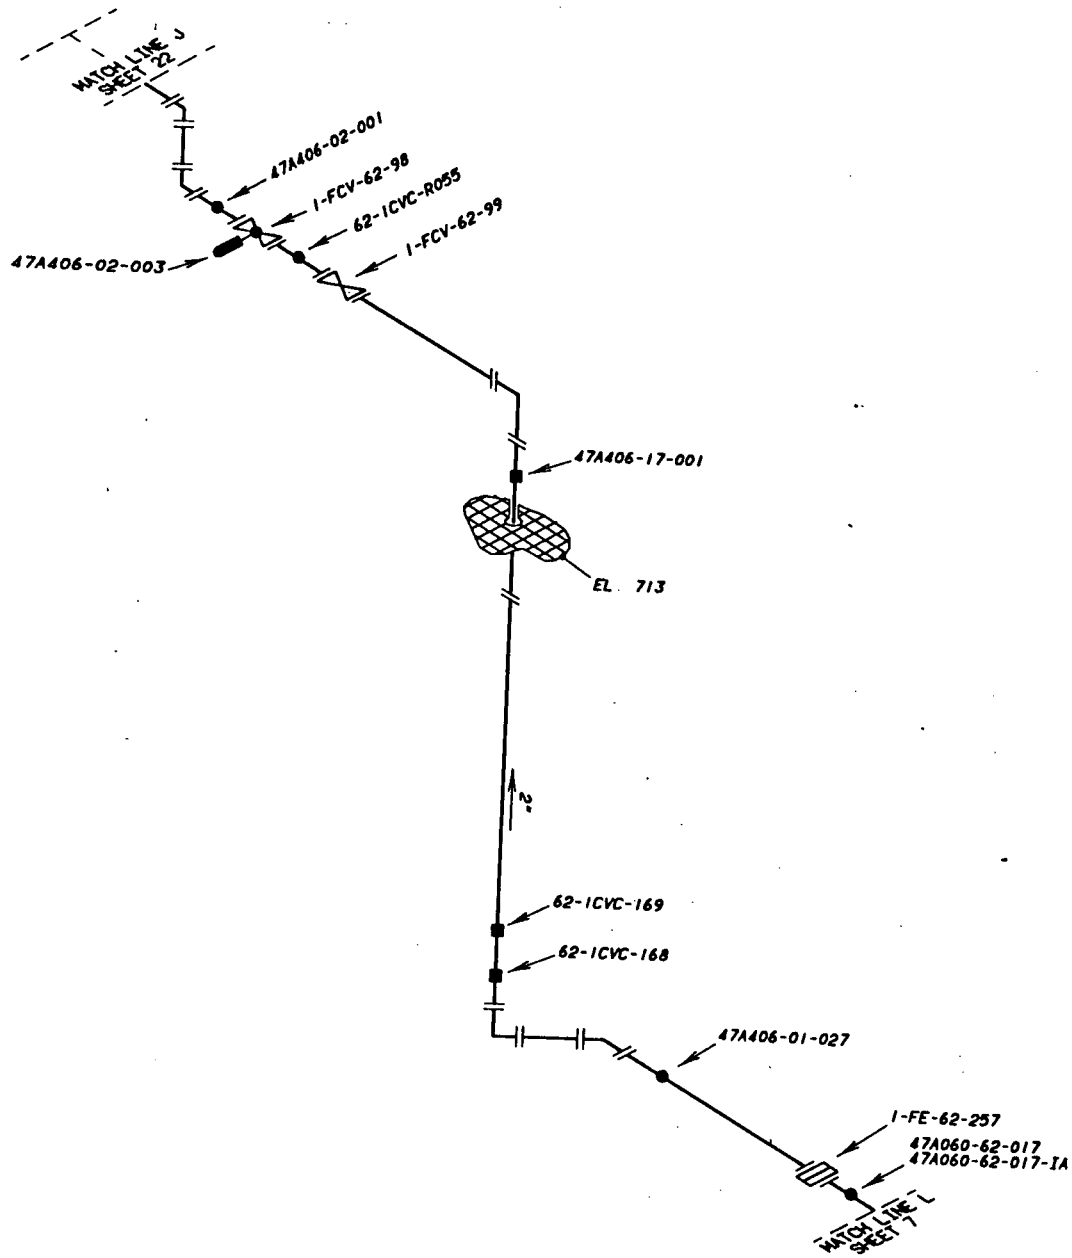 MATCH LINE J
SHEET 22
47A406-02-001
1-FCV-62-98
62-1CVC-R055
1-FCV-62-99
47A406-02-003
47A406-17-001
EL. 713
2"
62-1CVC-169
62-1CVC-168
47A406-01-027
1-FE-62-257
47A060-62-017
47A060-62-017-IA
MATCH LINE L
SHEET 7